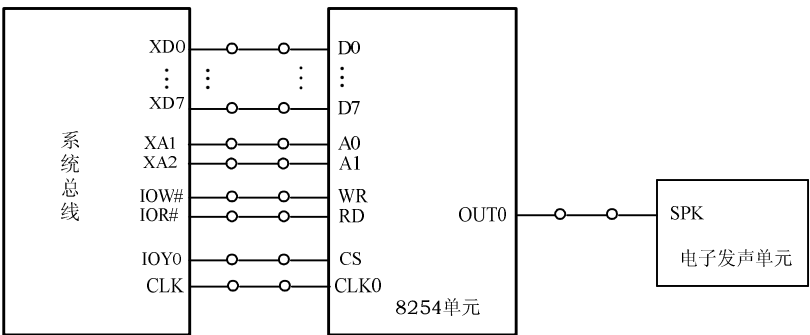 XD0 D0
⋮ ⋮ ⋮ ⋮
XD7 D7
系统总线
XA1 A0
XA2 A1
IOW# WR
IOR# RD OUT0 SPK
电子发声单元
IOY0 CS
CLK CLK0
8254单元